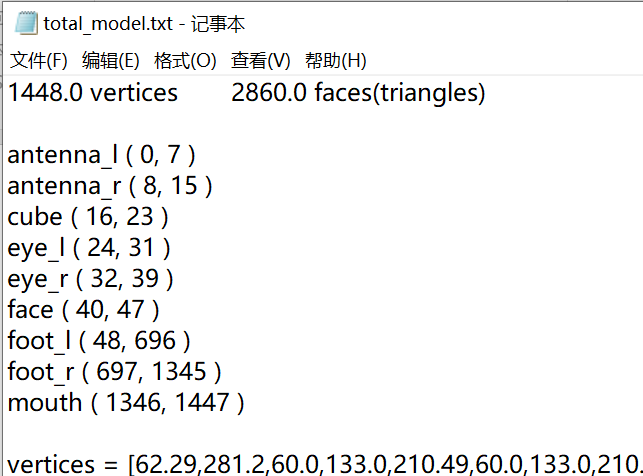 total_model.txt - 记事本
文件(F) 编辑(E) 格式(O) 查看(V) 帮助(H)
1448.0 vertices 2860.0 faces(triangles)
antenna_l ( 0, 7 )
antenna_r ( 8, 15 )
cube ( 16, 23 )
eye_l ( 24, 31 )
eye_r ( 32, 39 )
face ( 40, 47 )
foot_l ( 48, 696 )
foot_r ( 697, 1345 )
mouth ( 1346, 1447 )
vertices = [62.29,281.2,60.0,133.0,210.49,60.0,133.0,210.